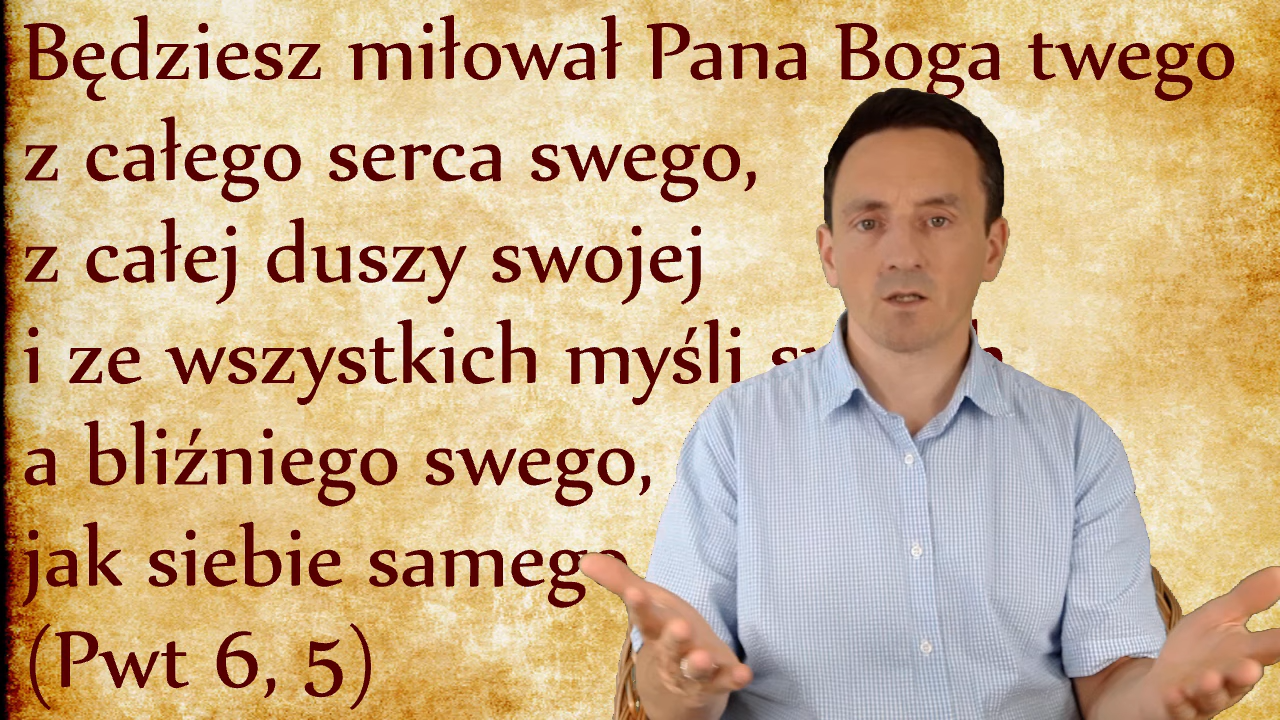 Będziesz miłował Pana Boga twego
z całego serca swego,
z całej duszy swojej
i ze wszystkich myśli
a bliźniego swego,
jak siebie samego
(Pwt 6, 5)